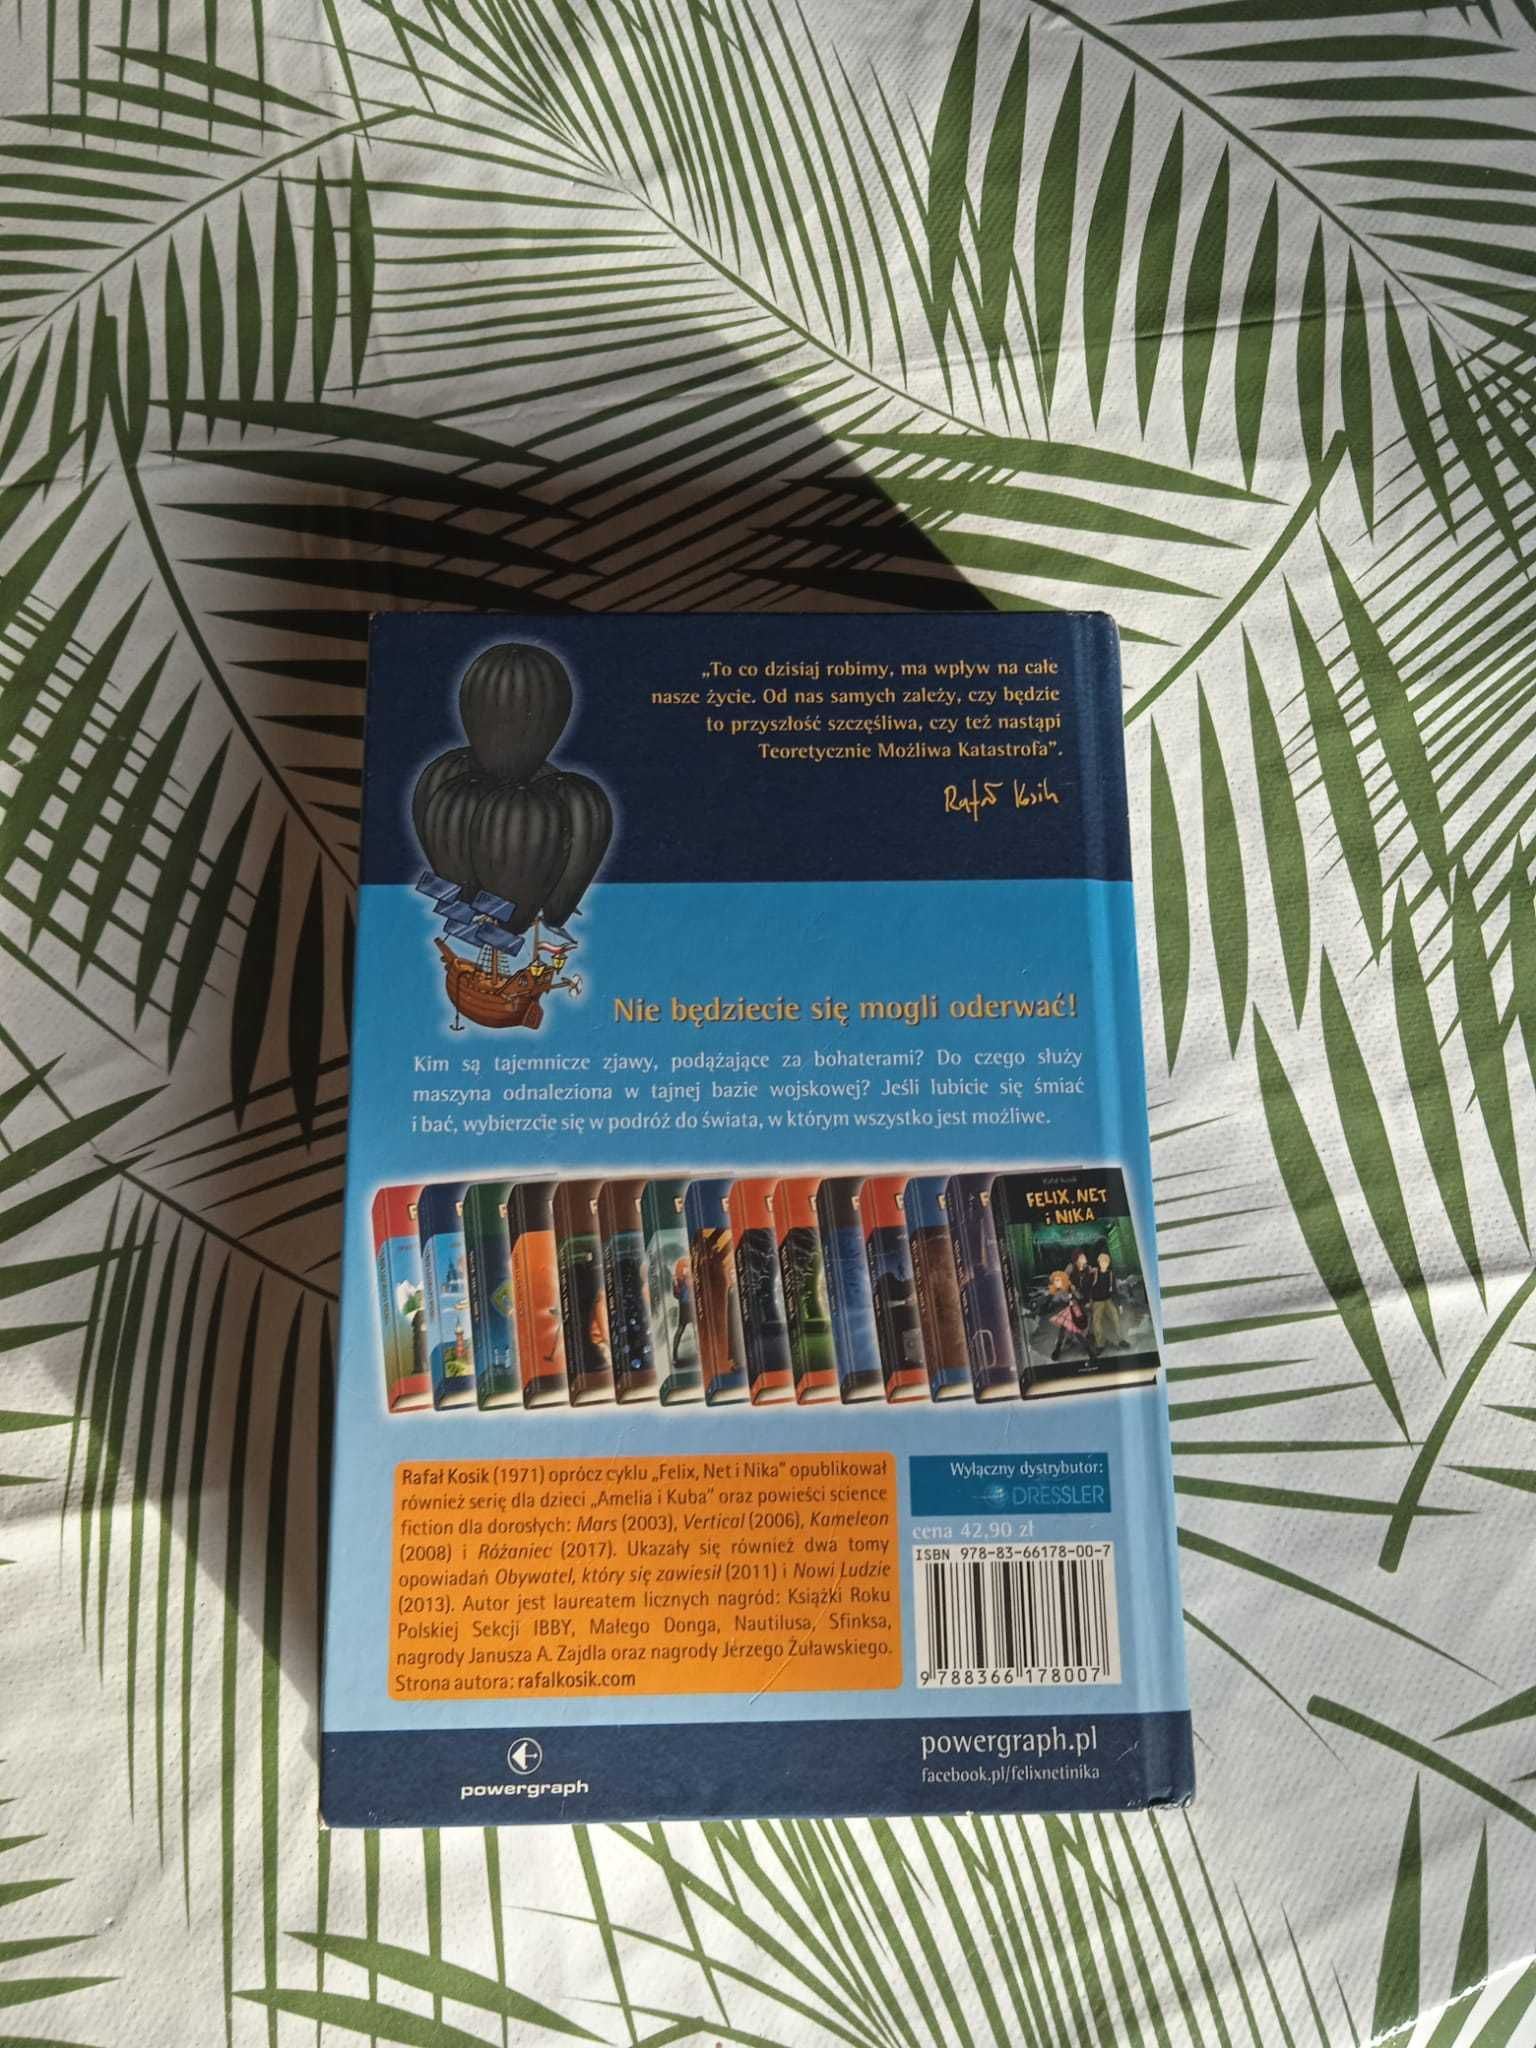 „To co dzisiaj robimy, ma wpływ na całe
nasze życie. Od nas samych zależy, czy będzie
to przyszłość szczęśliwa, czy też nastąpi
Teoretycznie Możliwa Katastrofa”.
Rafał Kosik
Nie będziecie się mogli oderwać!
Kim są tajemnicze zjawy, podążające za bohaterami? Do czego służy
maszyna odnaleziona w tajnej bazie wojskowej? Jeśli lubicie się śmiać
i bać, wybierzcie się w podróż do świata, w którym wszystko jest możliwe.
Rafał Kosik
FELIX, NET
i NIKA
powergraph
Rafał Kosik (1971) oprócz cyklu „Felix, Net i Nika” opublikował
również serię dla dzieci „Amelia i Kuba” oraz powieści science
fiction dla dorosłych: Mars (2003), Vertical (2006), Kameleon
(2008) i Różaniec (2017). Ukazały się również dwa tomy
opowiadań Obywatel, który się zawiesił (2011) i Nowi Ludzie
(2013). Autor jest laureatem licznych nagród: Książki Roku
Polskiej Sekcji IBBY, Małego Donga, Nautilusa, Sfinksa,
nagrody Janusza A. Zajdla oraz nagrody Jerzego Żuławskiego.
Strona autora: rafalkosik.com
Wyłączny dystrybutor:
DRESSLER
cena 42,90 zł
ISBN 978-83-66178-00-7
9 788366 178007
powergraph
powergraph.pl
facebook.pl/felixnetinika